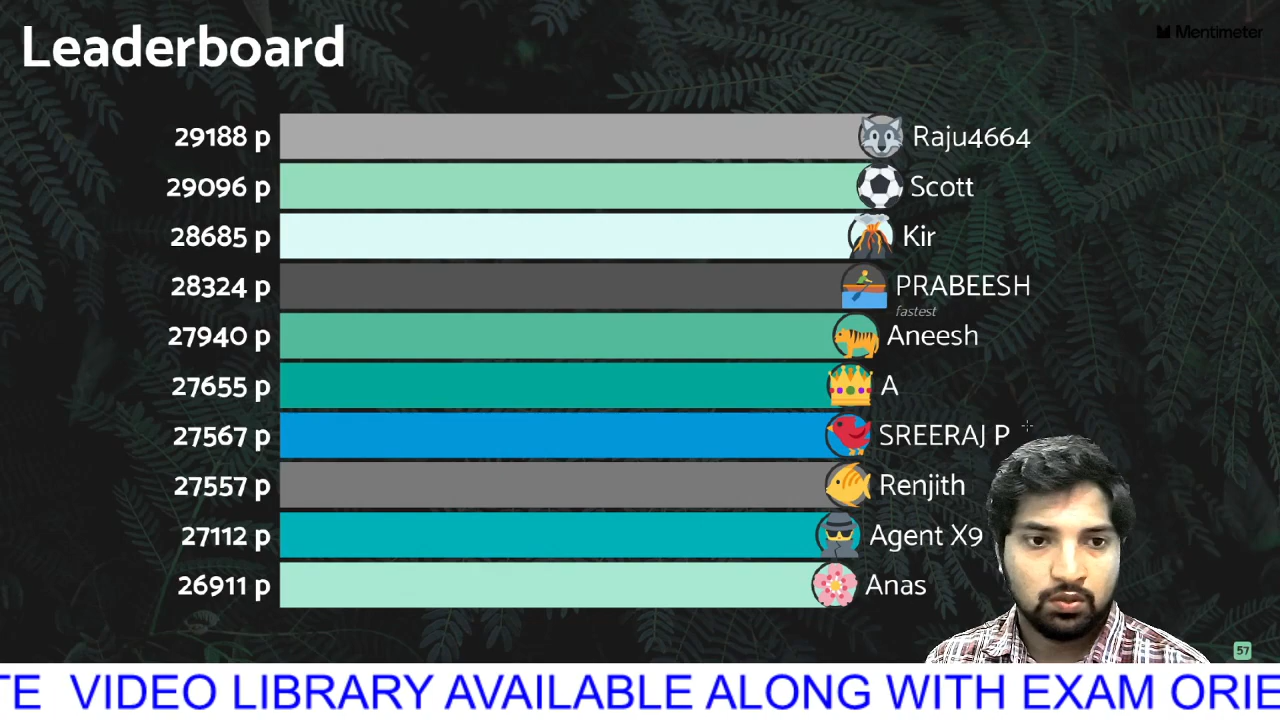 Leaderboard
Mentimeter
29188 p Raju4664
29096 p Scott
28685 p Kir
28324 p PRABEESH
fastest
27940 p Aneesh
27655 p A
27567 p SREERAJ P
27557 p Renjith
27112 p Agent X9
26911 p Anas
57
TE VIDEO LIBRARY AVAILABLE ALONG WITH EXAM ORIE